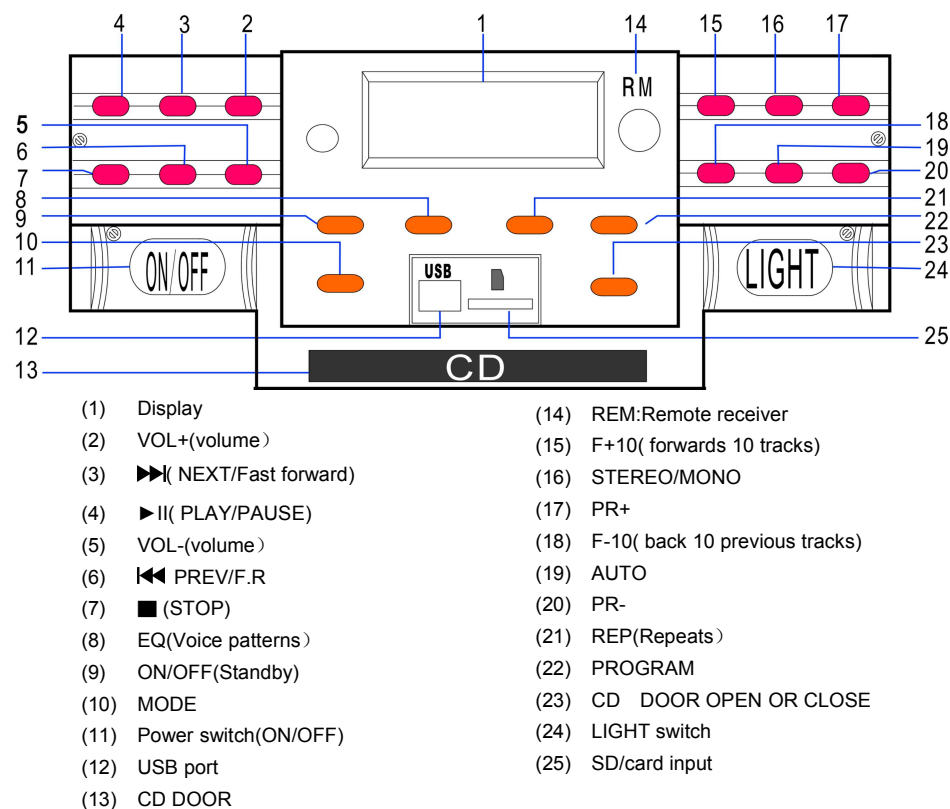 4 3 2 1 14 15 16 17
RM
5 18
6 19
7 20
8 21
9 22
10 23
11 ON/OFF USB LIGHT 24
12 25
13 CD
(1) Display
(2) VOL+(volume）
(3) ▶▶|( NEXT/Fast forward)
(4) ►II( PLAY/PAUSE)
(5) VOL-(volume）
(6) |◀◀ PREV/F.R
(7) ■ (STOP)
(8) EQ(Voice patterns）
(9) ON/OFF(Standby)
(10) MODE
(11) Power switch(ON/OFF)
(12) USB port
(13) CD DOOR
(14) REM:Remote receiver
(15) F+10( forwards 10 tracks)
(16) STEREO/MONO
(17) PR+
(18) F-10( back 10 previous tracks)
(19) AUTO
(20) PR-
(21) REP(Repeats）
(22) PROGRAM
(23) CD DOOR OPEN OR CLOSE
(24) LIGHT switch
(25) SD/card input